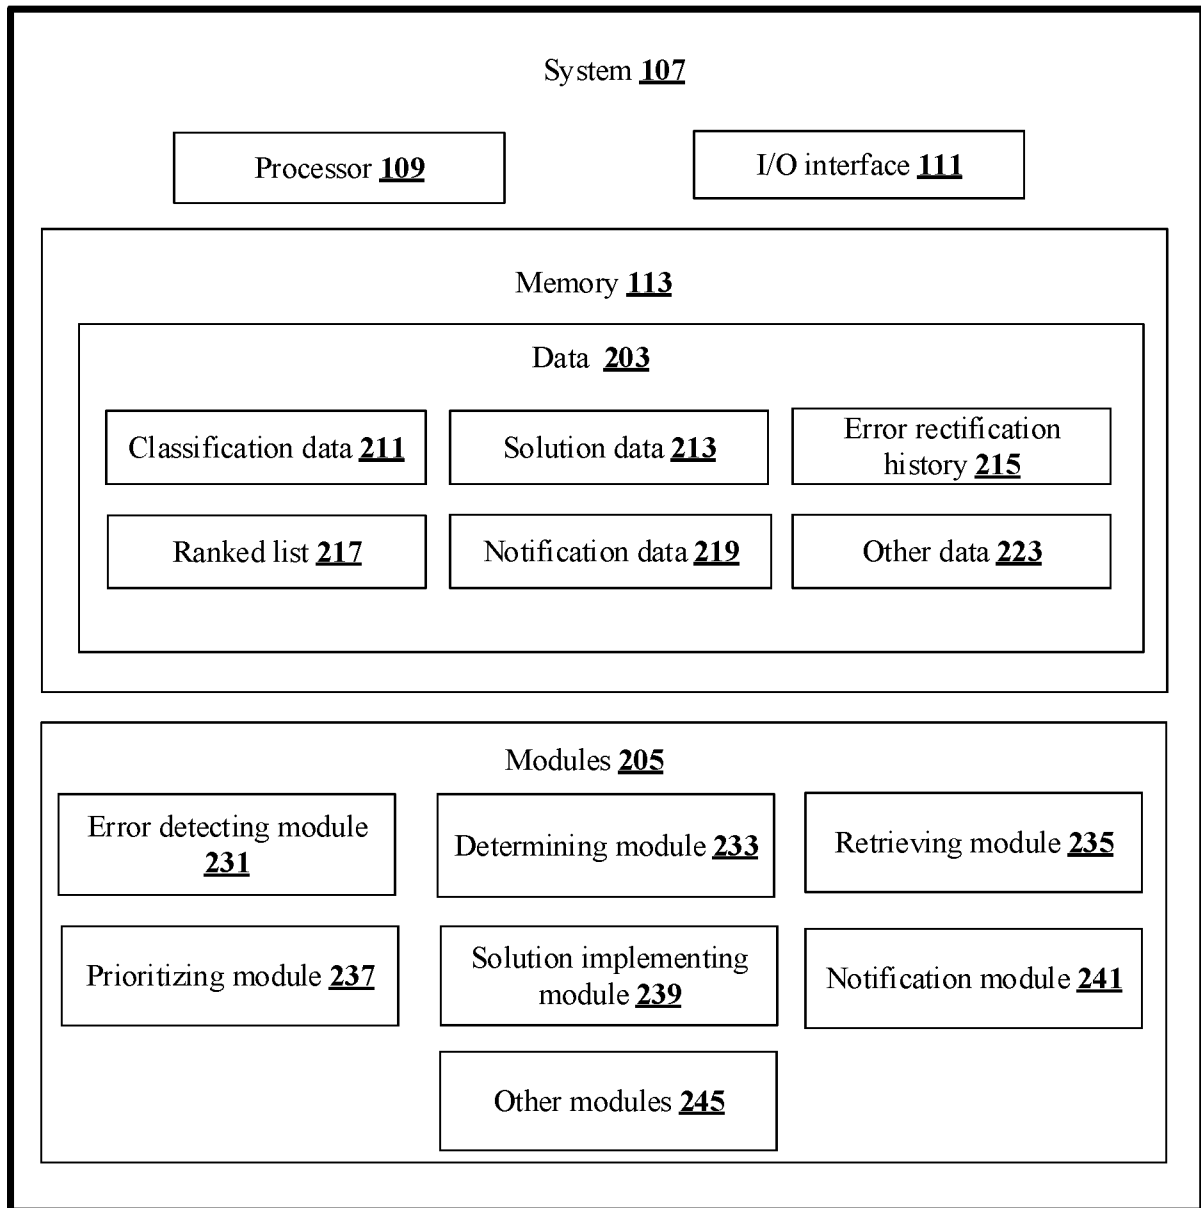 System 107
Processor 109
I/O interface 111
Memory 113
Data 203
Classification data 211
Solution data 213
Error rectification
history 215
Ranked list 217
Notification data 219
Other data 223
Modules 205
Error detecting module
231
Determining module 233
Retrieving module 235
Prioritizing module 237
Solution implementing
module 239
Notification module 241
Other modules 245